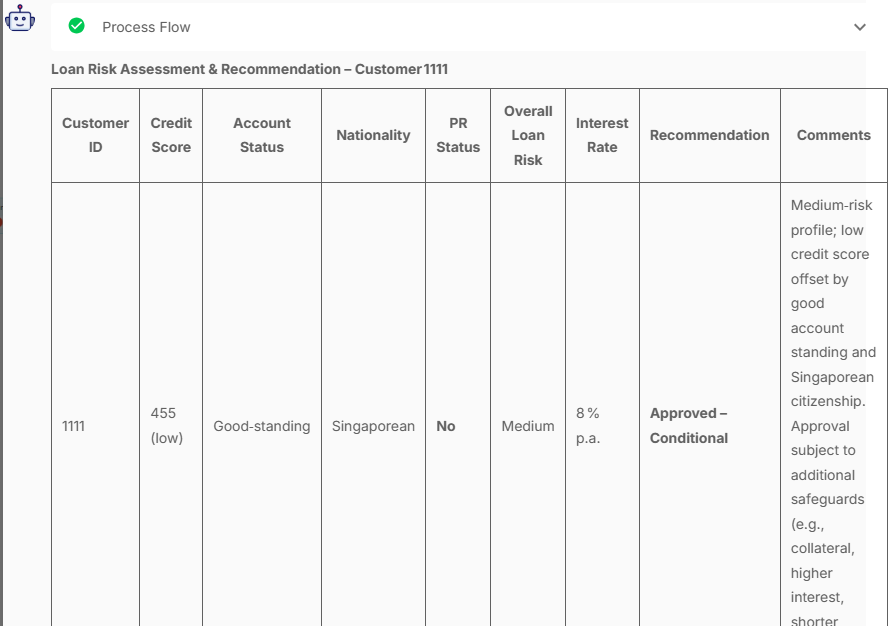 Process Flow
Loan Risk Assessment & Recommendation – Customer 1111
Customer ID
Credit Score
Account Status
Nationality
PR Status
Overall Loan Risk
Interest Rate
Recommendation
Comments
1111
455 (low)
Good-standing
Singaporean
No
Medium
8 % p.a.
Approved – Conditional
Medium-risk
profile; low
credit score
offset by
good
account
standing and
Singaporean
citizenship.
Approval
subject to
additional
safeguards
(e.g.,
collateral,
higher
interest,
shorter